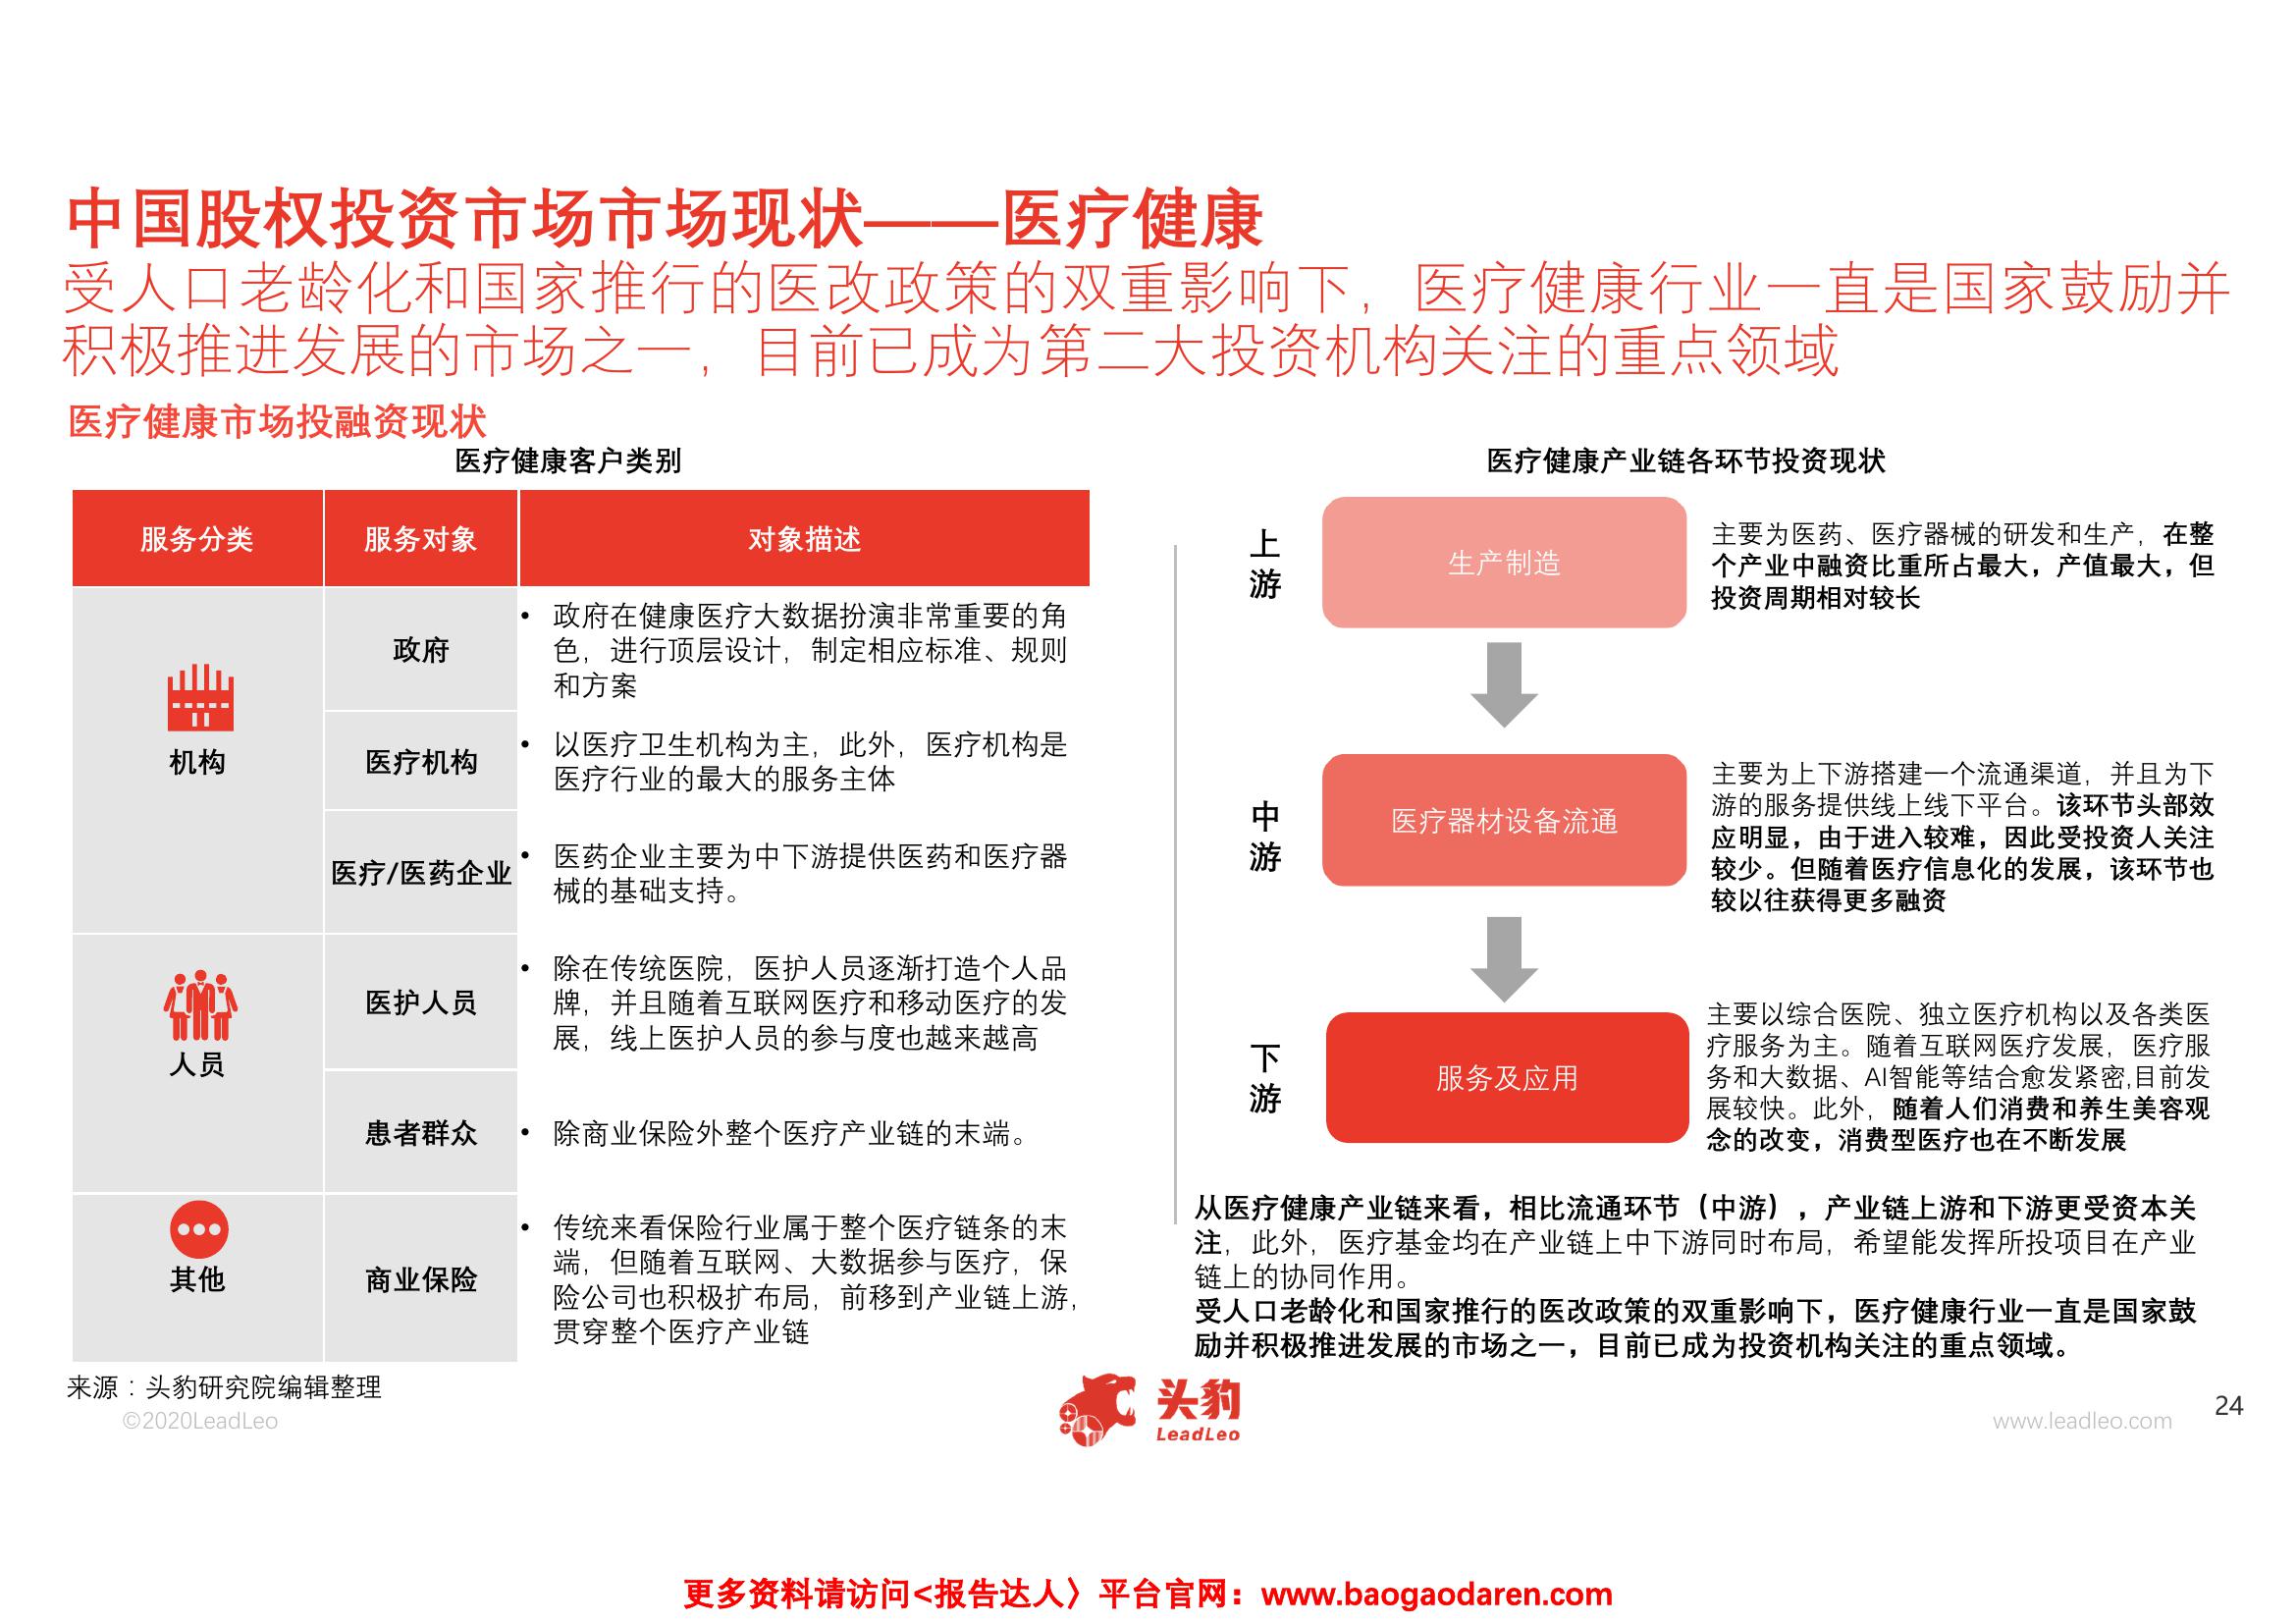 中国股权投资市场市场现状——医疗健康
受人口老龄化和国家推行的医改政策的双重影响下，医疗健康行业一直是国家鼓励并
积极推进发展的市场之一，目前已成为第二大投资机构关注的重点领域
医疗健康市场投融资现状
医疗健康客户类别
服务分类
服务对象
对象描述
机构
政府
• 政府在健康医疗大数据扮演非常重要的角
色，进行顶层设计，制定相应标准、规则
和方案
医疗机构
• 以医疗卫生机构为主，此外，医疗机构是
医疗行业的最大的服务主体
医疗/医药企业
• 医药企业主要为中下游提供医药和医疗器
械的基础支持。
人员
医护人员
• 除在传统医院，医护人员逐渐打造个人品
牌，并且随着互联网医疗和移动医疗的发
展，线上医护人员的参与度也越来越高
患者群众
• 除商业保险外整个医疗产业链的末端。
其他
商业保险
• 传统来看保险行业属于整个医疗链条的末
端，但随着互联网、大数据参与医疗，保
险公司也积极扩布局，前移到产业链上游，
贯穿整个医疗产业链
医疗健康产业链各环节投资现状
上
游
生产制造
主要为医药、医疗器械的研发和生产，在整
个产业中融资比重所占最大，产值最大，但
投资周期相对较长
中
游
医疗器材设备流通
主要为上下游搭建一个流通渠道，并且为下
游的服务提供线上线下平台。该环节头部效
应明显，由于进入较难，因此受投资人关注
较少。但随着医疗信息化的发展，该环节也
较以往获得更多融资
下
游
服务及应用
主要以综合医院、独立医疗机构以及各类医
疗服务为主。随着互联网医疗发展，医疗服
务和大数据、AI智能等结合愈发紧密,目前发
展较快。此外，随着人们消费和养生美容观
念的改变，消费型医疗也在不断发展
从医疗健康产业链来看，相比流通环节（中游），产业链上游和下游更受资本关
注，此外，医疗基金均在产业链上中下游同时布局，希望能发挥所投项目在产业
链上的协同作用。
受人口老龄化和国家推行的医改政策的双重影响下，医疗健康行业一直是国家鼓
励并积极推进发展的市场之一，目前已成为投资机构关注的重点领域。
来源：头豹研究院编辑整理
©2020LeadLeo
头豹
LeadLeo
www.leadleo.com
24
更多资料请访问<报告达人〉平台官网：www.baogaodaren.com